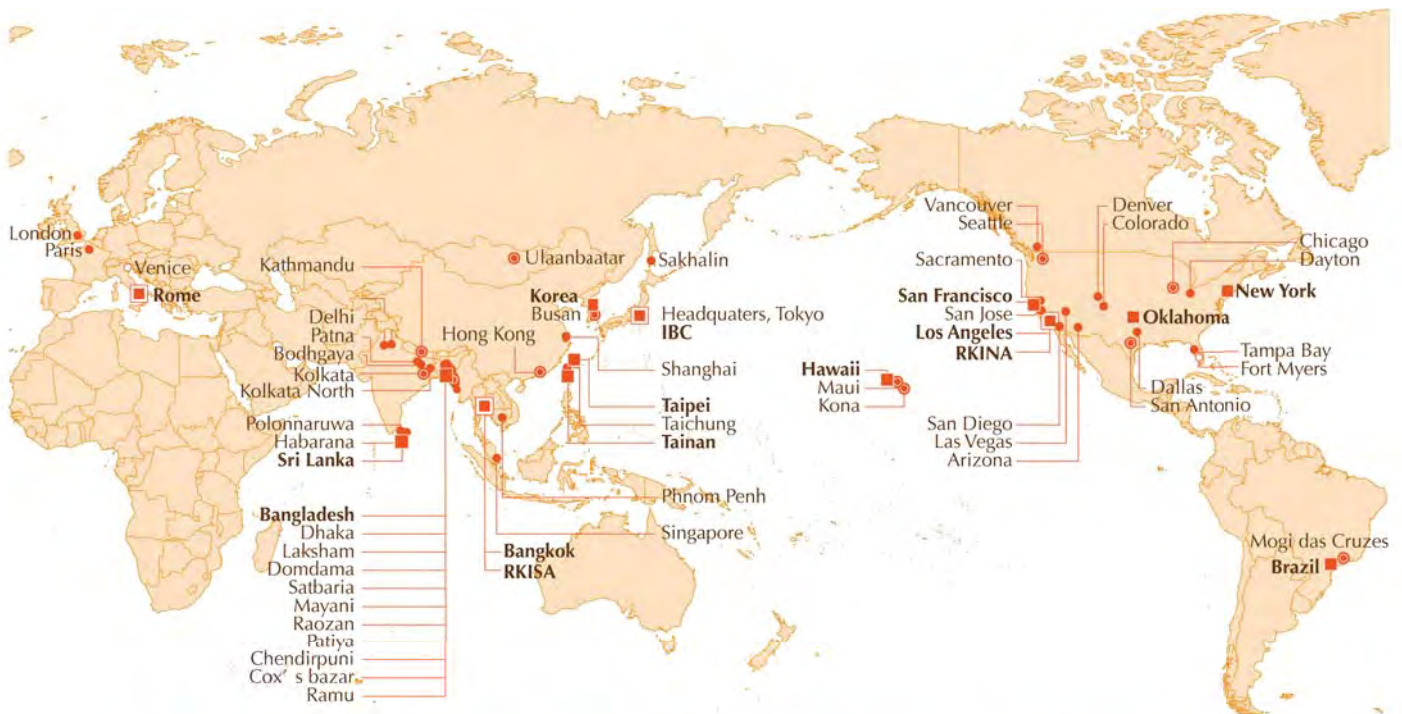 London
Paris
Venice
Rome
Kathmandu
Delhi
Patna
Bodhgaya
Kolkata
Kolkata North
Polonnaruwa
Habarana
Sri Lanka
Bangladesh
Dhaka
Laksham
Domdama
Satbaria
Mayani
Raozan
Patiya
Chendirpuni
Cox’ s bazar
Ramu
Ulaanbaatar
Sakhalin
Korea
Busan
Hong Kong
Headquaters, Tokyo
IBC
Shanghai
Taipei
Taichung
Tainan
Phnom Penh
Singapore
Bangkok
RKISA
Vancouver
Seattle
Sacramento
San Francisco
San Jose
Los Angeles
RKINA
Hawaii
Maui
Kona
San Diego
Las Vegas
Arizona
Denver
Colorado
Chicago
Dayton
New York
Oklahoma
Tampa Bay
Fort Myers
Dallas
San Antonio
Mogi das Cruzes
Brazil